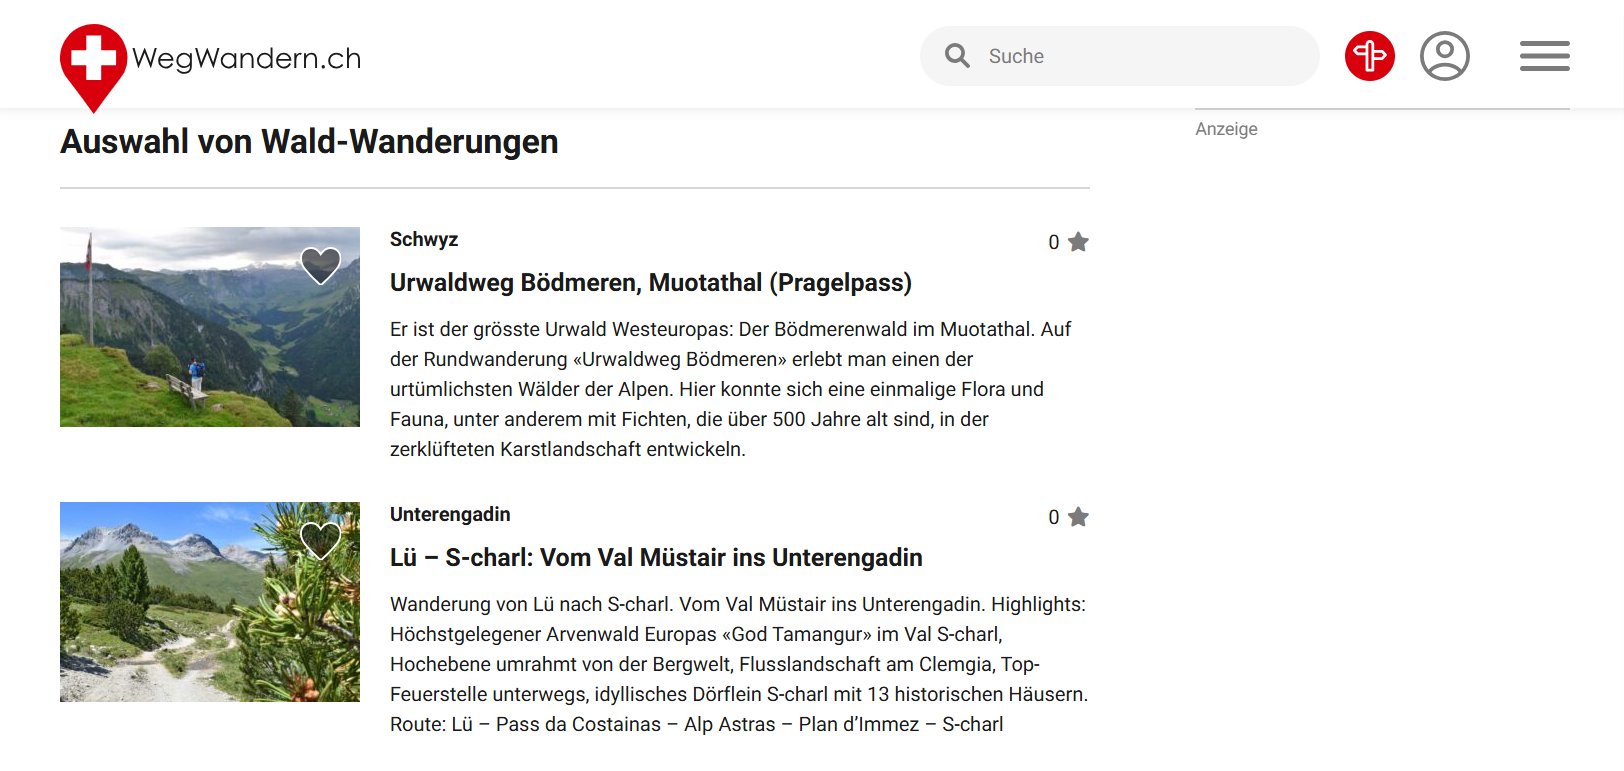 WegWandern.ch
Suche
Anzeige
Auswahl von Wald-Wanderungen
Schwyz
0
Urwaldweg Bödmeren, Muotathal (Pragelpass)
Er ist der grösste Urwald Westeuropas: Der Bödmerenwald im Muotathal. Auf
der Rundwanderung «Urwaldweg Bödmeren» erlebt man einen der
urtümlichsten Wälder der Alpen. Hier konnte sich eine einmalige Flora und
Fauna, unter anderem mit Fichten, die über 500 Jahre alt sind, in der
zerklüfteten Karstlandschaft entwickeln.
Unterengadin
0
Lü – S-charl: Vom Val Müstair ins Unterengadin
Wanderung von Lü nach S-charl. Vom Val Müstair ins Unterengadin. Highlights:
Höchstgelegener Arvenwald Europas «God Tamangur» im Val S-charl,
Hochebene umrahmt von der Bergwelt, Flusslandschaft am Clemgia, Top-
Feuerstelle unterwegs, idyllisches Dörflein S-charl mit 13 historischen Häusern.
Route: Lü – Pass da Costainas – Alp Astras – Plan d’Immez – S-charl